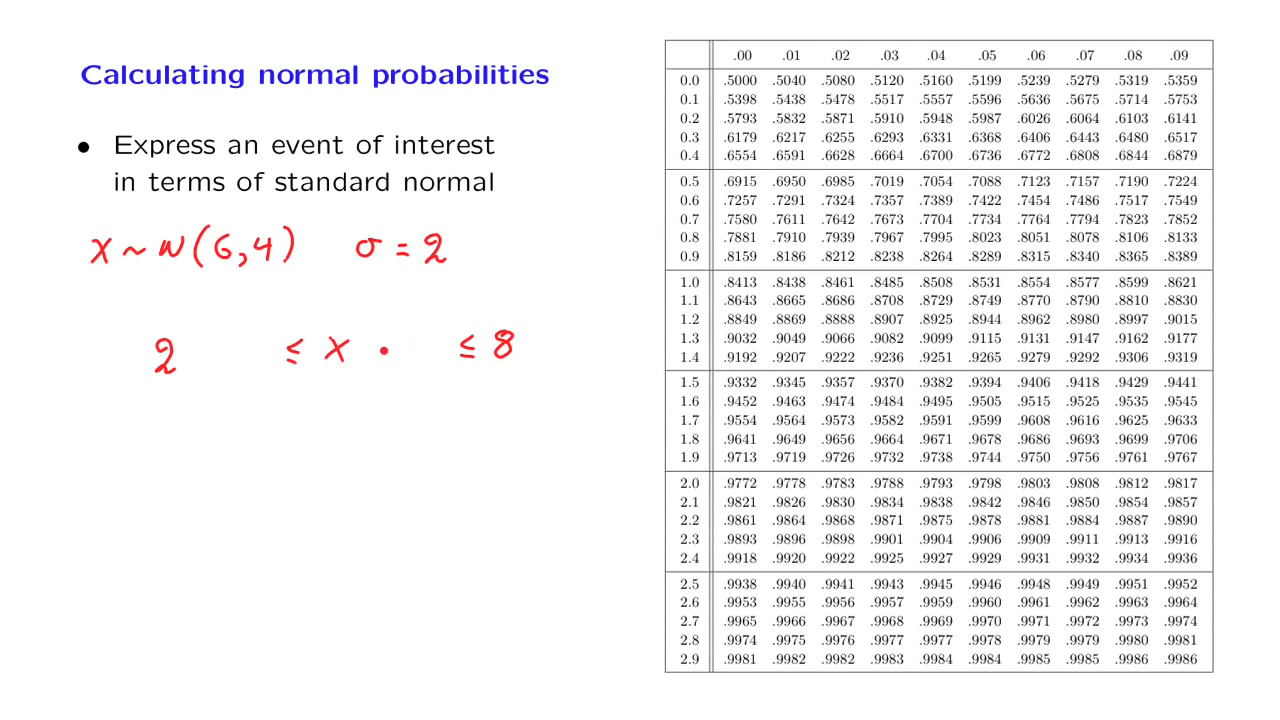 Calculating normal probabilities
• Express an event of interest
in terms of standard normal
X ~ N(6,4) σ = 2
2 ≤ X ≤ 8
.00 .01 .02 .03 .04 .05 .06 .07 .08 .09
0.0 .5000 .5040 .5080 .5120 .5160 .5199 .5239 .5279 .5319 .5359
0.1 .5398 .5438 .5478 .5517 .5557 .5596 .5636 .5675 .5714 .5753
0.2 .5793 .5832 .5871 .5910 .5948 .5987 .6026 .6064 .6103 .6141
0.3 .6179 .6217 .6255 .6293 .6331 .6368 .6406 .6443 .6480 .6517
0.4 .6554 .6591 .6628 .6664 .6700 .6736 .6772 .6808 .6844 .6879
0.5 .6915 .6950 .6985 .7019 .7054 .7088 .7123 .7157 .7190 .7224
0.6 .7257 .7291 .7324 .7357 .7389 .7422 .7454 .7486 .7517 .7549
0.7 .7580 .7611 .7642 .7673 .7704 .7734 .7764 .7794 .7823 .7852
0.8 .7881 .7910 .7939 .7967 .7995 .8023 .8051 .8078 .8106 .8133
0.9 .8159 .8186 .8212 .8238 .8264 .8289 .8315 .8340 .8365 .8389
1.0 .8413 .8438 .8461 .8485 .8508 .8531 .8554 .8577 .8599 .8621
1.1 .8643 .8665 .8686 .8708 .8729 .8749 .8770 .8790 .8810 .8830
1.2 .8849 .8869 .8888 .8907 .8925 .8944 .8962 .8980 .8997 .9015
1.3 .9032 .9049 .9066 .9082 .9099 .9115 .9131 .9147 .9162 .9177
1.4 .9192 .9207 .9222 .9236 .9251 .9265 .9279 .9292 .9306 .9319
1.5 .9332 .9345 .9357 .9370 .9382 .9394 .9406 .9418 .9429 .9441
1.6 .9452 .9463 .9474 .9484 .9495 .9505 .9515 .9525 .9535 .9545
1.7 .9554 .9564 .9573 .9582 .9591 .9599 .9608 .9616 .9625 .9633
1.8 .9641 .9649 .9656 .9664 .9671 .9678 .9686 .9693 .9699 .9706
1.9 .9713 .9719 .9726 .9732 .9738 .9744 .9750 .9756 .9761 .9767
2.0 .9772 .9778 .9783 .9788 .9793 .9798 .9803 .9808 .9812 .9817
2.1 .9821 .9826 .9830 .9834 .9838 .9842 .9846 .9850 .9854 .9857
2.2 .9861 .9864 .9868 .9871 .9875 .9878 .9881 .9884 .9887 .9890
2.3 .9893 .9896 .9898 .9901 .9904 .9906 .9909 .9911 .9913 .9916
2.4 .9918 .9920 .9922 .9925 .9927 .9929 .9931 .9932 .9934 .9936
2.5 .9938 .9940 .9941 .9943 .9945 .9946 .9948 .9949 .9951 .9952
2.6 .9953 .9955 .9956 .9957 .9959 .9960 .9961 .9962 .9963 .9964
2.7 .9965 .9966 .9967 .9968 .9969 .9970 .9971 .9972 .9973 .9974
2.8 .9974 .9975 .9976 .9977 .9977 .9978 .9979 .9979 .9980 .9981
2.9 .9981 .9982 .9982 .9983 .9984 .9984 .9985 .9985 .9986 .9986